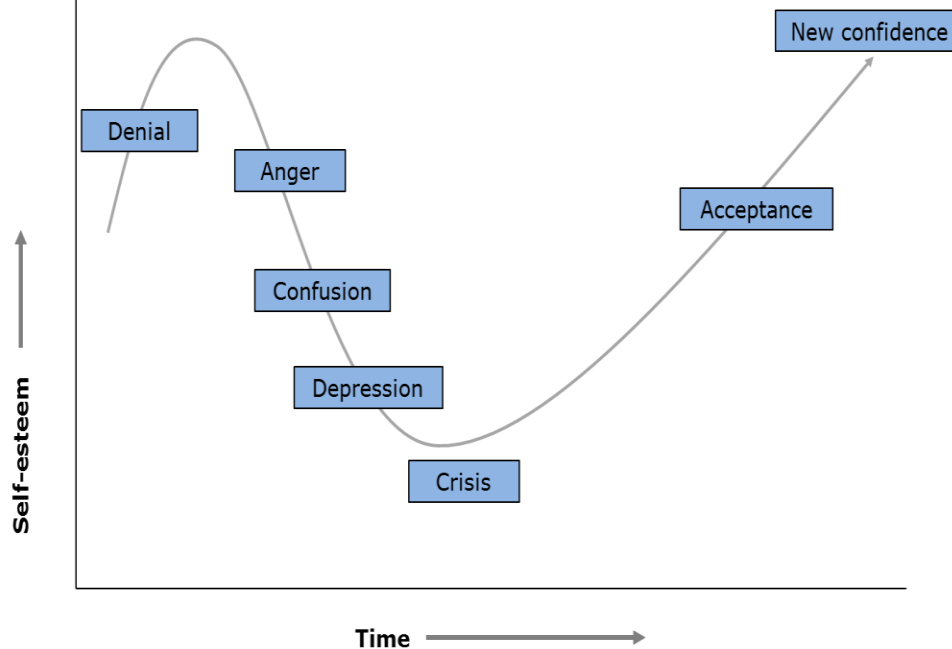 New confidence
Denial
Anger
Acceptance
Confusion
Depression
Crisis
Self-esteem
Time